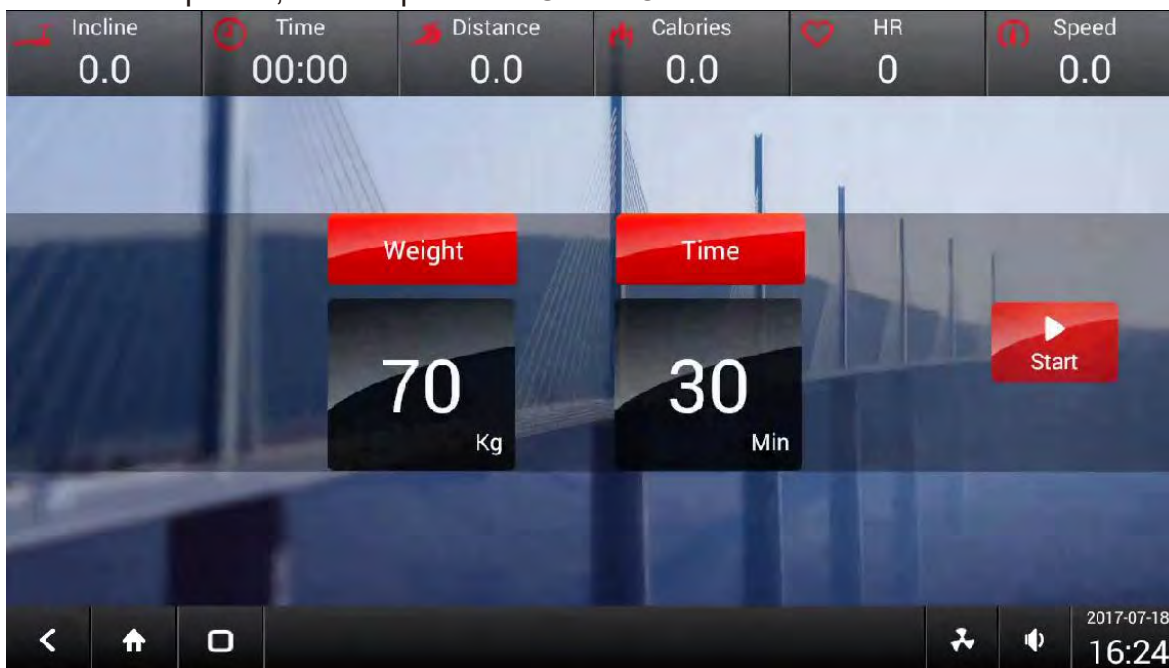 Incline Time Distance Calories HR Speed
0.0 00:00 0.0 0.0 0 0.0
Weight Time
70 30
Kg Min
Start
2017-07-18
16:24